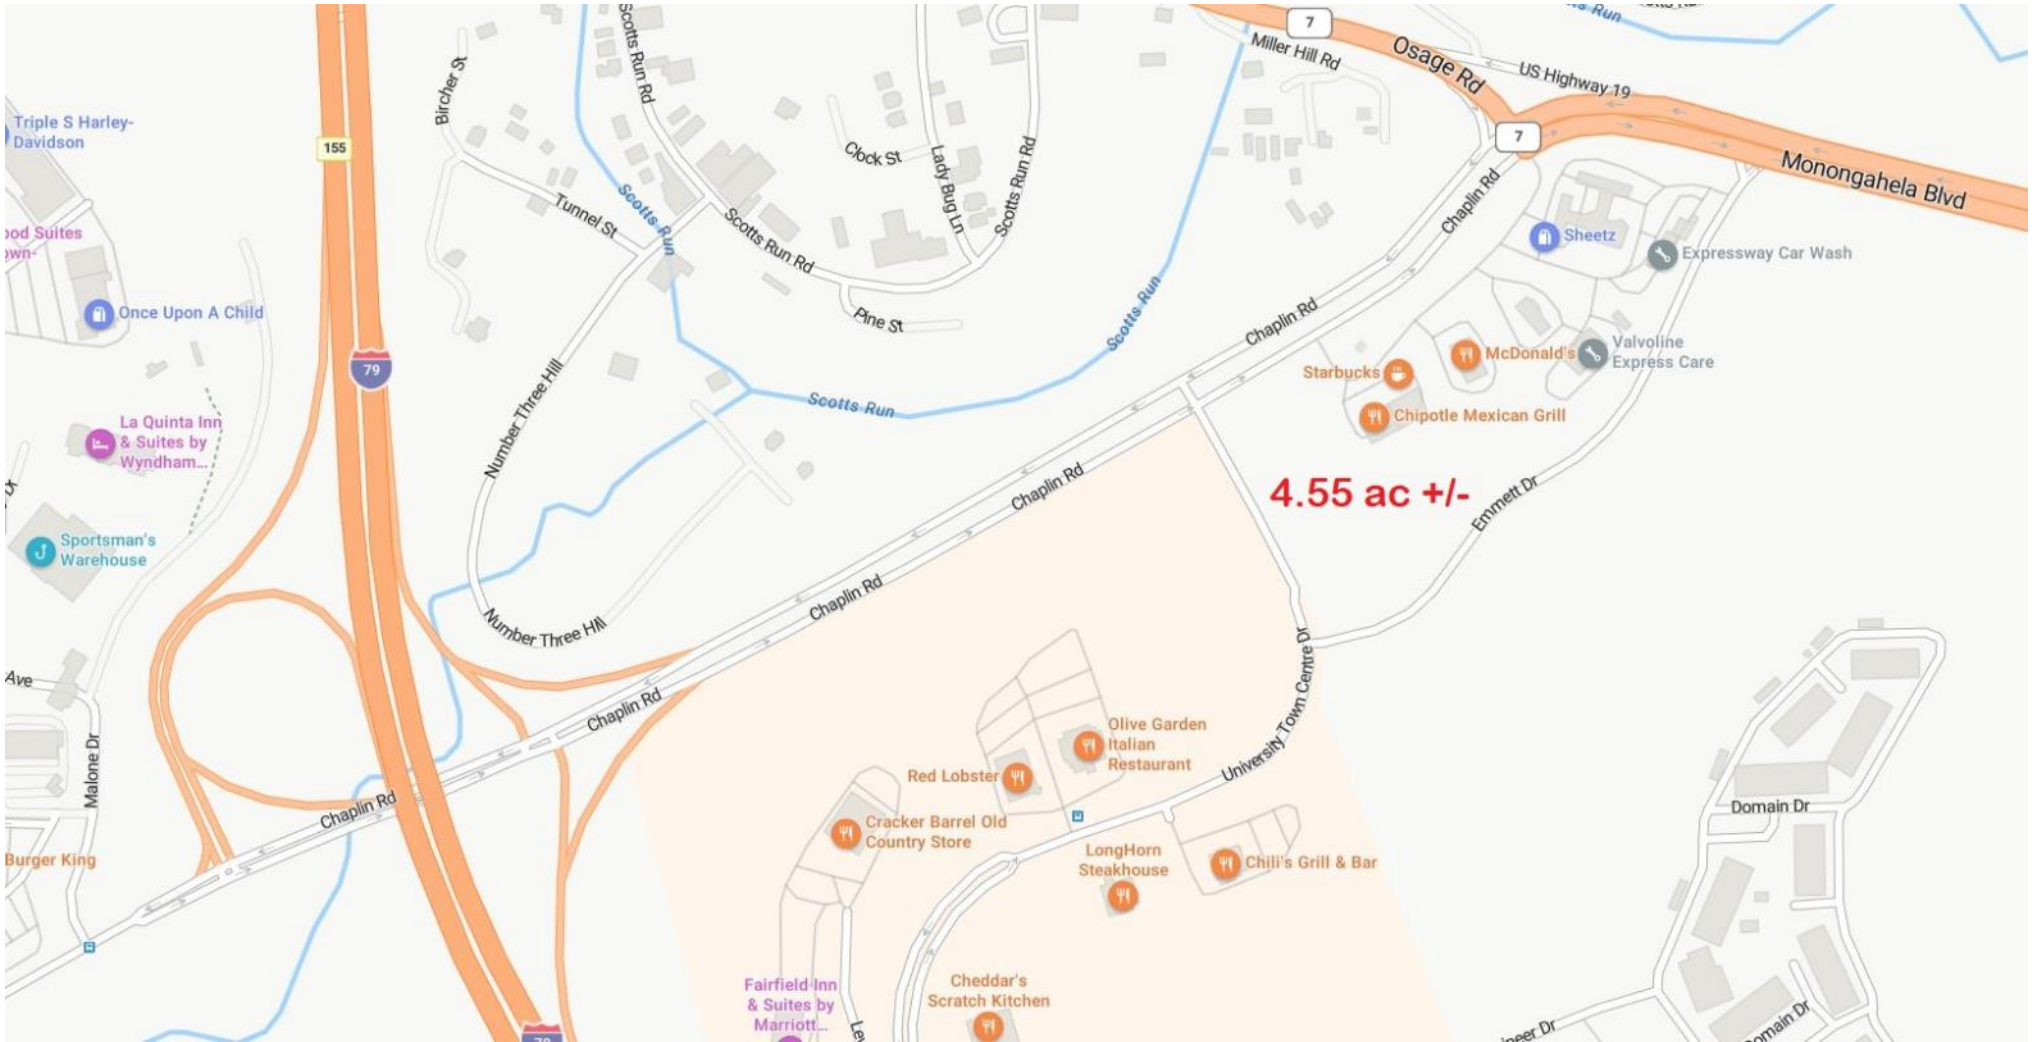 Scotts Run Rd
7
Osage Rd
Miller Hill Rd
US Highway 19
Bircher St
Triple S Harley-
Davidson
155
Clock St
Lady Bug Ln
Scotts Run Rd
7
Monongahela Blvd
Scotts Run
Tunnel St
Scotts Run Rd
Chaplin Rd
Sheetz
Expressway Car Wash
ood Suites
own-
Once Upon A Child
Pine St
Scotts Run
Chaplin Rd
79
Number Three Hill
Scotts Run
Starbucks
McDonald's
Valvoline
Express Care
Chipotle Mexican Grill
La Quinta Inn
& Suites by
Wyndham...
Chaplin Rd
4.55 ac +/-
Emmett Dr
Sportsman's
Warehouse
Chaplin Rd
Number Three Hill
University Town Centre Dr
Ave
Chaplin Rd
Malone Dr
Olive Garden
Italian
Restaurant
Red Lobster
Chaplin Rd
Cracker Barrel Old
Country Store
Burger King
LongHorn
Steakhouse
Chili's Grill & Bar
Domain Dr
Fairfield Inn
& Suites by
Marriott...
Cheddar's
Scratch Kitchen
Domain Dr
79